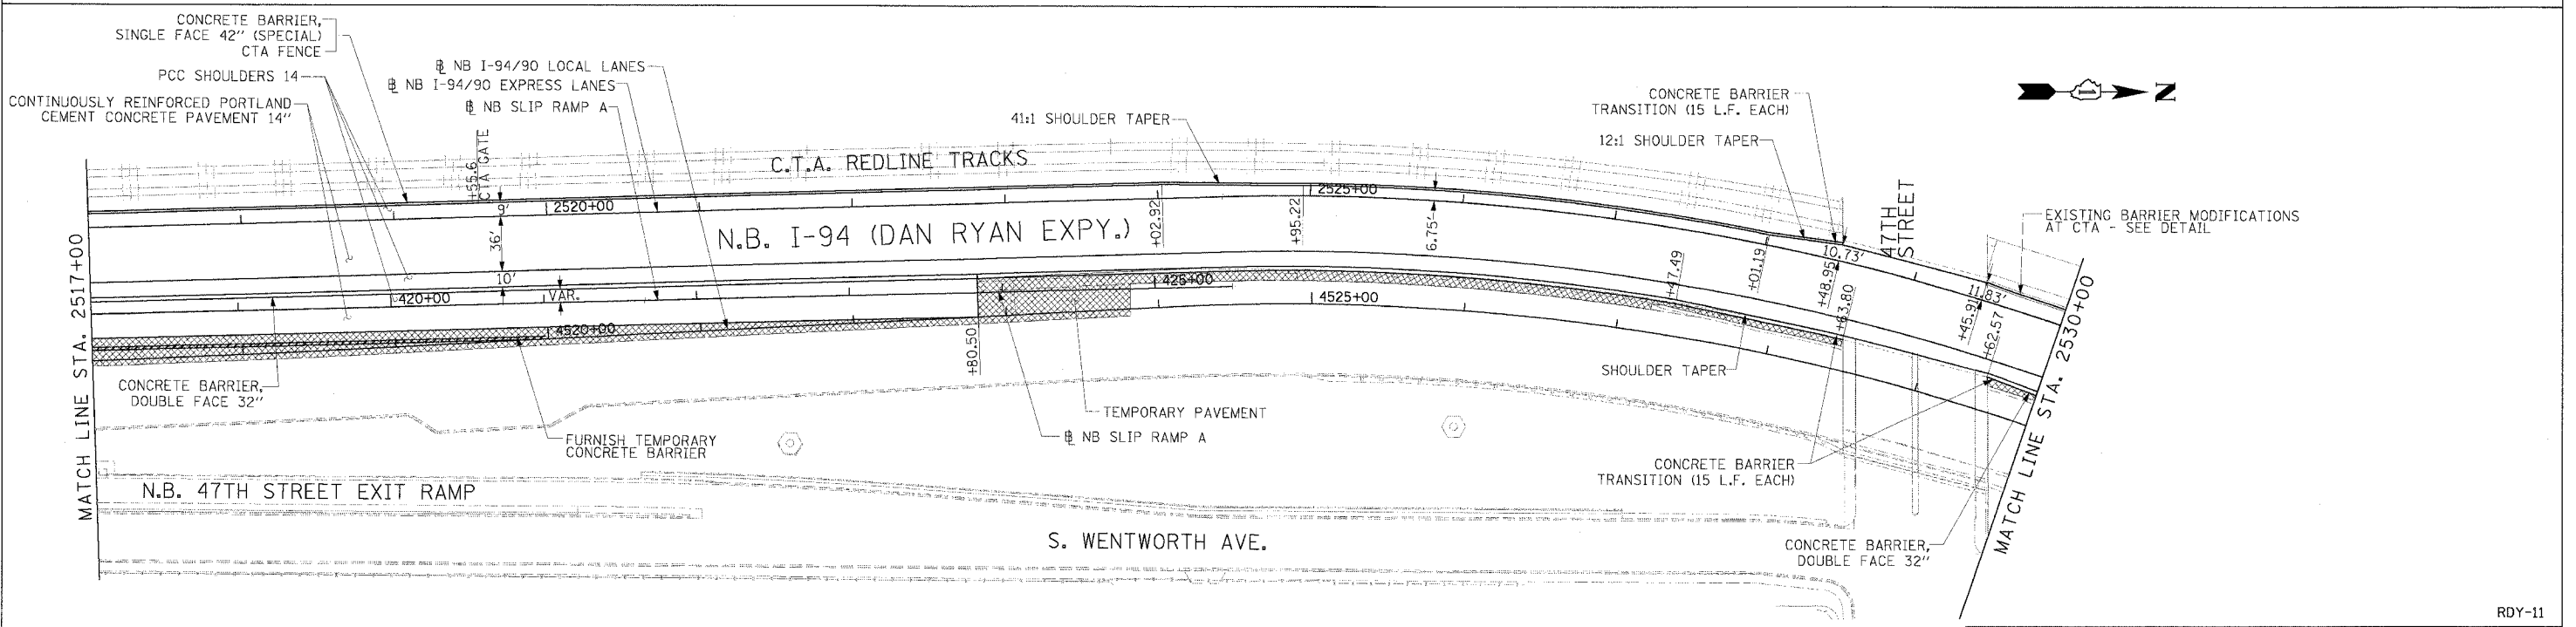 CONCRETE BARRIER,
SINGLE FACE 42" (SPECIAL)
CTA FENCE
PCC SHOULDERS 14
CONTINUOUSLY REINFORCED PORTLAND
CEMENT CONCRETE PAVEMENT 14"
℄ NB I-94/90 LOCAL LANES
℄ NB I-94/90 EXPRESS LANES
℄ NB SLIP RAMP A
+55.6
CTA GATE
41:1 SHOULDER TAPER
CONCRETE BARRIER
TRANSITION (15 L.F. EACH)
12:1 SHOULDER TAPER
N
C.T.A. REDLINE TRACKS
47TH
STREET
EXISTING BARRIER MODIFICATIONS
AT CTA - SEE DETAIL
MATCH LINE STA. 2517+00
9'
2520+00
2525+00
36'
N.B. I-94 (DAN RYAN EXPY.)
+02.92
+95.22
6.75'
10'
VAR.
420+00
425+00
4520+00
4525+00
+80.50
+47.49
+01.19
10.73'
+48.95
+63.80
11.83'
+45.91
+62.57
MATCH LINE STA. 2530+00
CONCRETE BARRIER,
DOUBLE FACE 32"
SHOULDER TAPER
TEMPORARY PAVEMENT
℄ NB SLIP RAMP A
FURNISH TEMPORARY
CONCRETE BARRIER
CONCRETE BARRIER
TRANSITION (15 L.F. EACH)
N.B. 47TH STREET EXIT RAMP
S. WENTWORTH AVE.
CONCRETE BARRIER,
DOUBLE FACE 32"
RDY-11